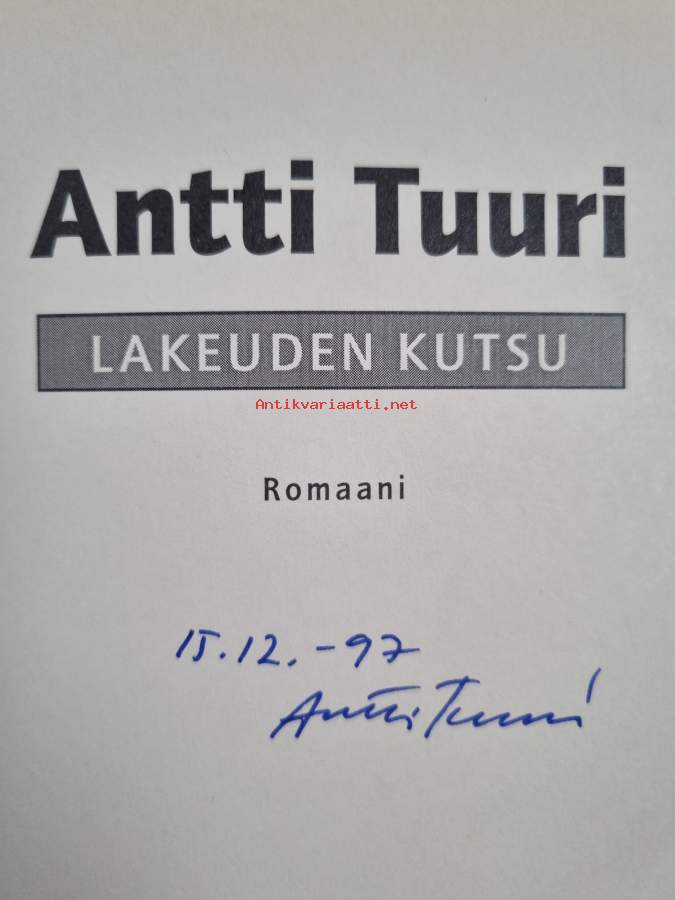 Antti Tuuri
LAKEUDEN KUTSU
Antikvariaatti.net
Romaani
15.12.-97
Antti Tuuri